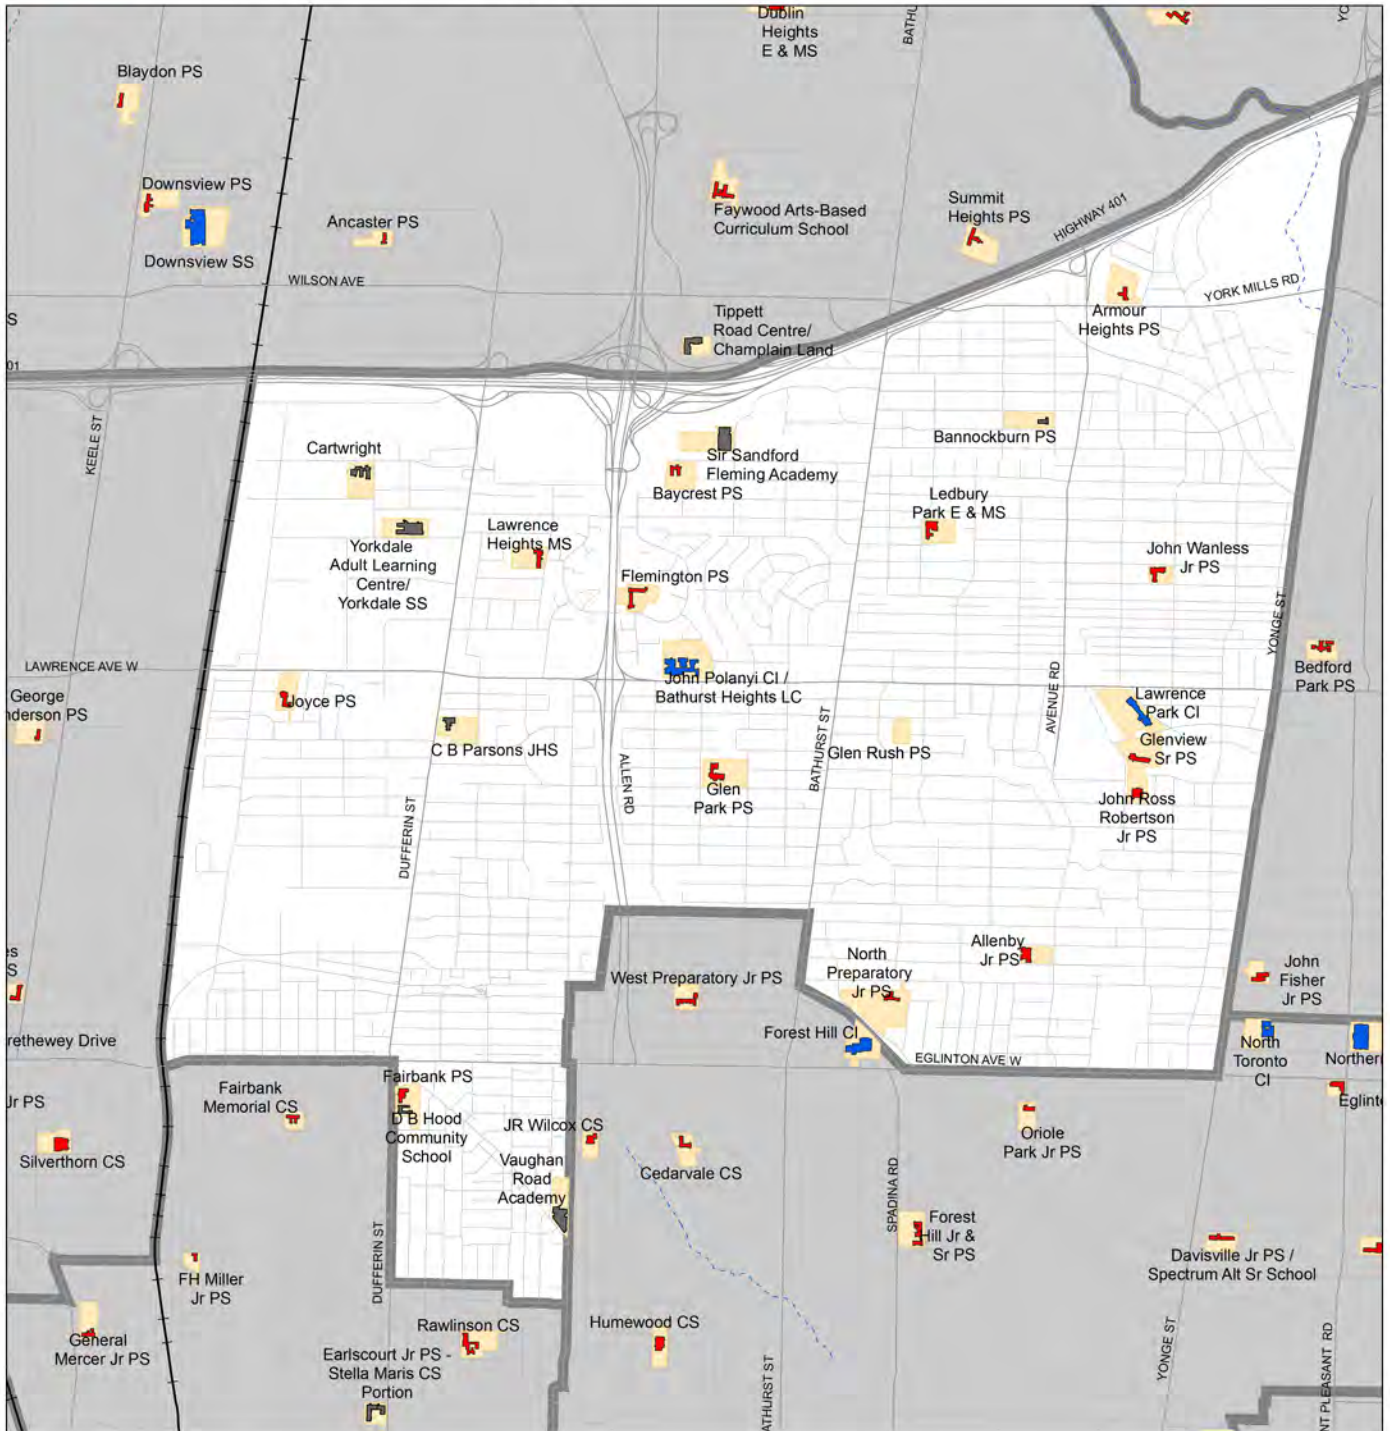 Dublin
Heights
E & MS
BATHU
YO
Blaydon PS
Downsview PS
Downsview SS
Ancaster PS
Faywood Arts-Based
Curriculum School
Summit
Heights PS
HIGHWAY 401
WILSON AVE
YORK MILLS RD
Armour
Heights PS
S
Tippett
Road Centre/
Champlain Land
01
KEELE ST
Cartwright
Sir Sandford
Fleming Academy
Baycrest PS
Bannockburn PS
Ledbury
Park E & MS
Lawrence
Heights MS
Yorkdale
Adult Learning
Centre/
Yorkdale SS
Flemington PS
John Wanless
Jr PS
YONGE ST
LAWRENCE AVE W
John Polanyi CI /
Bathurst Heights LC
Bedford
Park PS
AVENUE RD
George
nderson PS
Joyce PS
C B Parsons JHS
Lawrence
Park CI
Glenview
Sr PS
BATHURST ST
Glen Rush PS
ALLEN RD
Glen
Park PS
John Ross
Robertson
Jr PS
DUFFERIN ST
es
S
West Preparatory Jr PS
North
Preparatory
Jr PS
Allenby
Jr PS
John
Fisher
Jr PS
rethewey Drive
Forest Hill CI
EGLINTON AVE W
North
Toronto
CI
Northern
Jr PS
Fairbank
Memorial CS
Fairbank PS
D B Hood
Community
School
JR Wilcox CS
Vaughan
Road
Academy
Cedarvale CS
Oriole
Park Jr PS
Eglint
Silverthorn CS
SPADINA RD
Forest
Hill Jr &
Sr PS
Davisville Jr PS /
Spectrum Alt Sr School
FH Miller
Jr PS
DUFFERIN ST
General
Mercer Jr PS
Rawlinson CS
Earlscourt Jr PS -
Stella Maris CS
Portion
Humewood CS
ATHURST ST
YONGE ST
NT PLEASANT RD